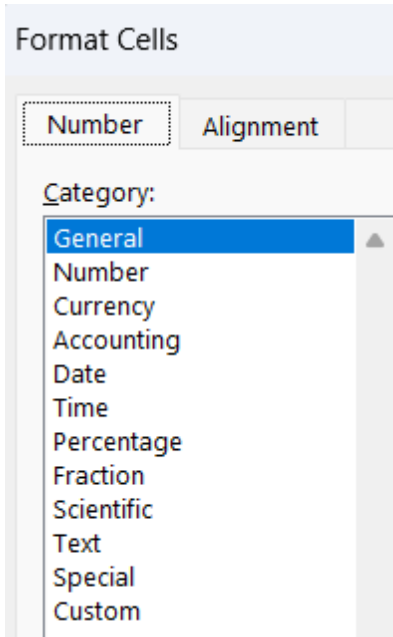 Format Cells
Number Alignment
Category:
General
Number
Currency
Accounting
Date
Time
Percentage
Fraction
Scientific
Text
Special
Custom